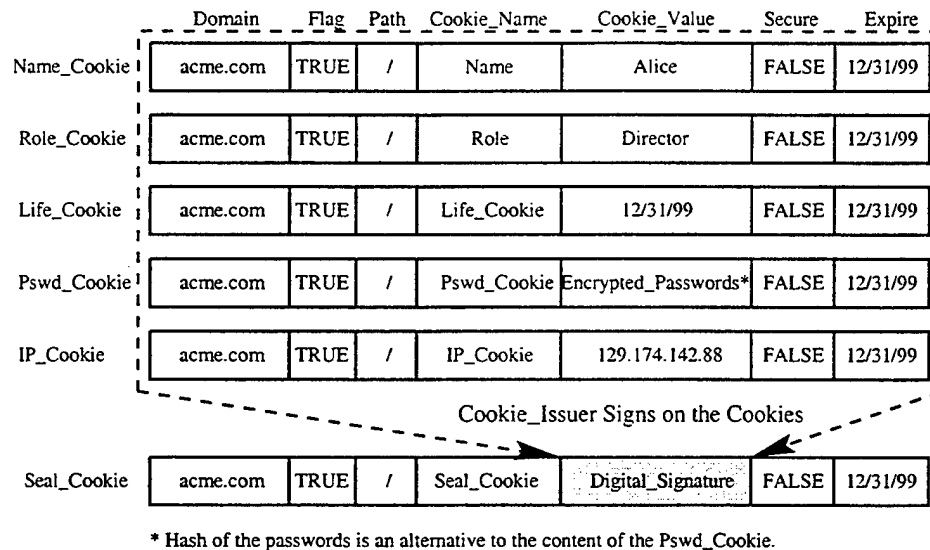 Domain Flag Path Cookie_Name Cookie_Value Secure Expire
Name_Cookie acme.com TRUE / Name Alice FALSE 12/31/99
Role_Cookie acme.com TRUE / Role Director FALSE 12/31/99
Life_Cookie acme.com TRUE / Life_Cookie 12/31/99 FALSE 12/31/99
Pswd_Cookie acme.com TRUE / Pswd_Cookie Encrypted_Passwords* FALSE 12/31/99
IP_Cookie acme.com TRUE / IP_Cookie 129.174.142.88 FALSE 12/31/99
Cookie_Issuer Signs on the Cookies
Seal_Cookie acme.com TRUE / Seal_Cookie Digital_Signature FALSE 12/31/99
* Hash of the passwords is an alternative to the content of the Pswd_Cookie.